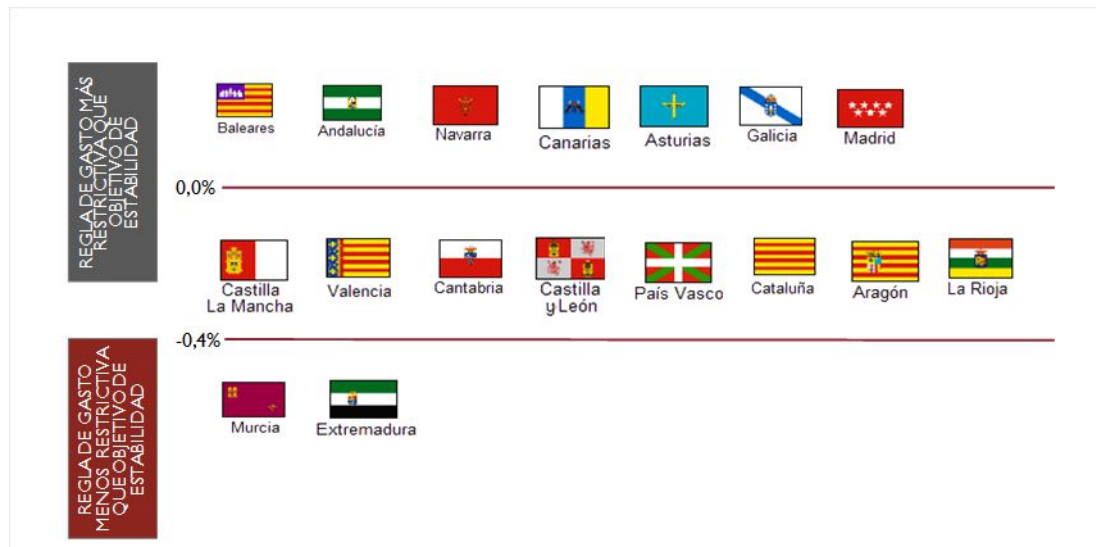 REGLA DE GASTO MÁS
RESTRICTIVA QUE
OBJETIVO DE
ESTABILIDAD
Baleares
Andalucía
Navarra
Canarias
Asturias
Galicia
Madrid
0,0%
Castilla
La Mancha
Valencia
Cantabria
Castilla
y León
País Vasco
Cataluña
Aragón
La Rioja
-0,4%
REGLA DE GASTO
MENOS RESTRICTIVA
QUE OBJETIVO DE
ESTABILIDAD
Murcia
Extremadura